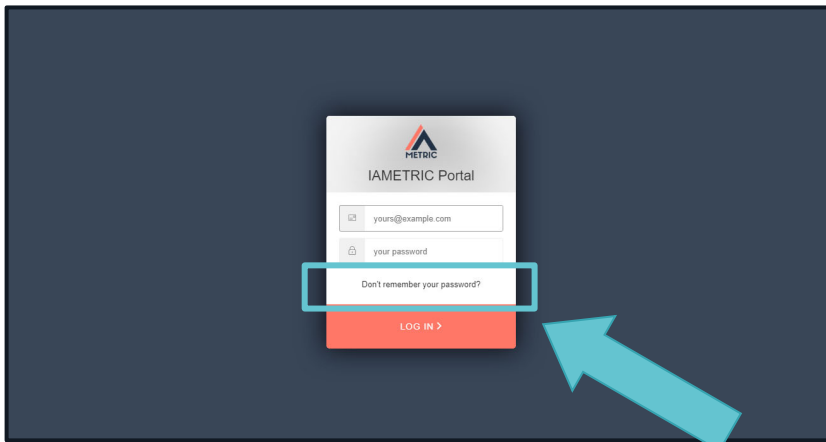 METRIC
IAMETRIC Portal
yours@example.com
your password
Don't remember your password?
LOG IN >